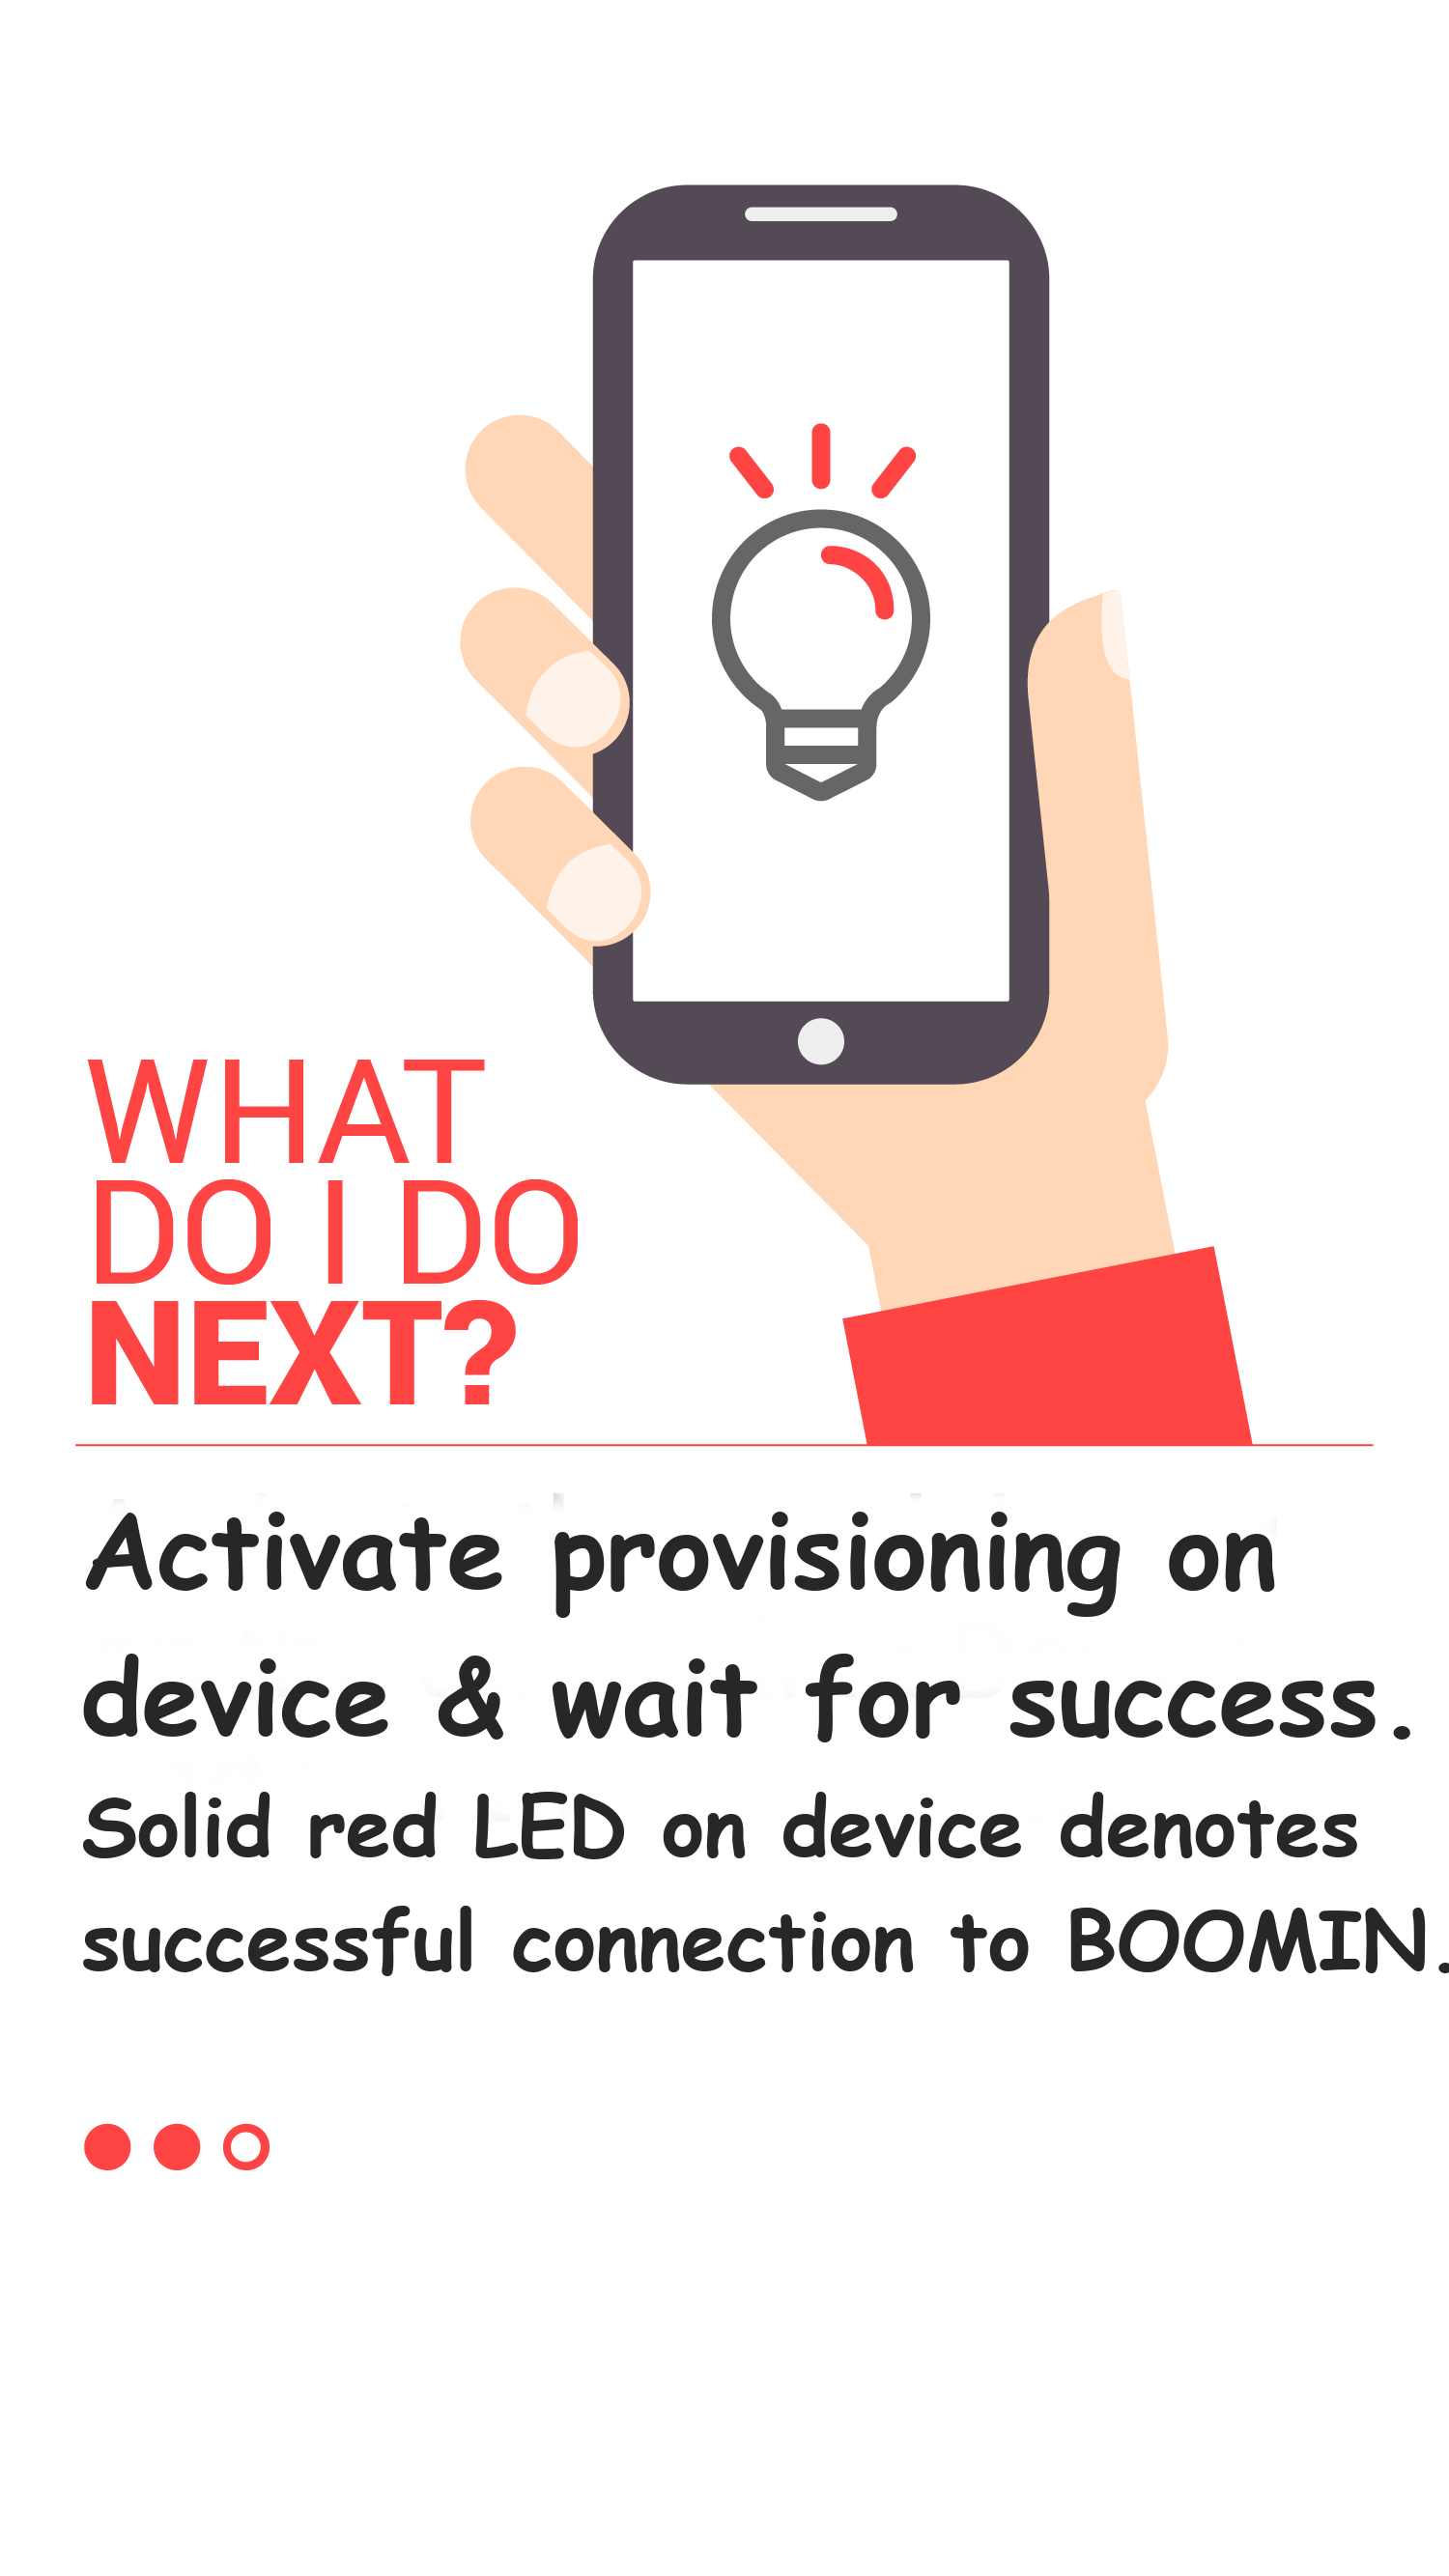 WHAT
DO I DO
NEXT?
Activate provisioning on
device & wait for success.
Solid red LED on device denotes
successful connection to BOOMIN.